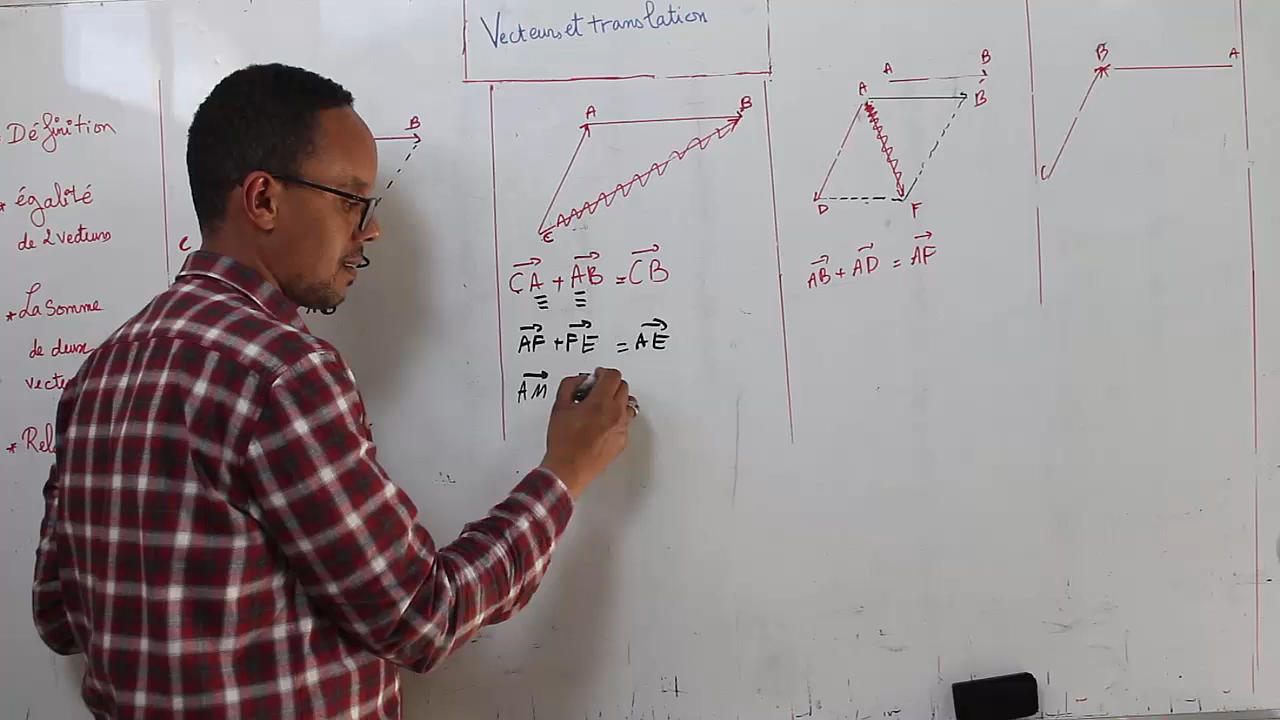 Vecteurs et translation
Définition
* égalité
de 2 vecteurs
* La somme
de deux
B
C
A
B
C
CA + AB = CB
AF + FE = AE
AM
A
B
A
B
D
F
AB + AD = AF
B
A
C